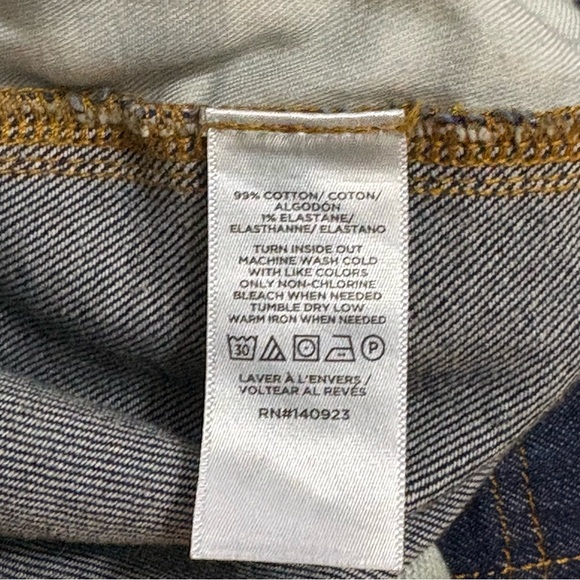 99% COTTON/ COTON/
ALGODÓN
1% ELASTANE/
ELASTHANNE/ ELASTANO
TURN INSIDE OUT
MACHINE WASH COLD
WITH LIKE COLORS
ONLY NON-CHLORINE
BLEACH WHEN NEEDED
TUMBLE DRY LOW
WARM IRON WHEN NEEDED
30 P
LAVER À L'ENVERS/
VOLTEAR AL REVÉS
RN#140923